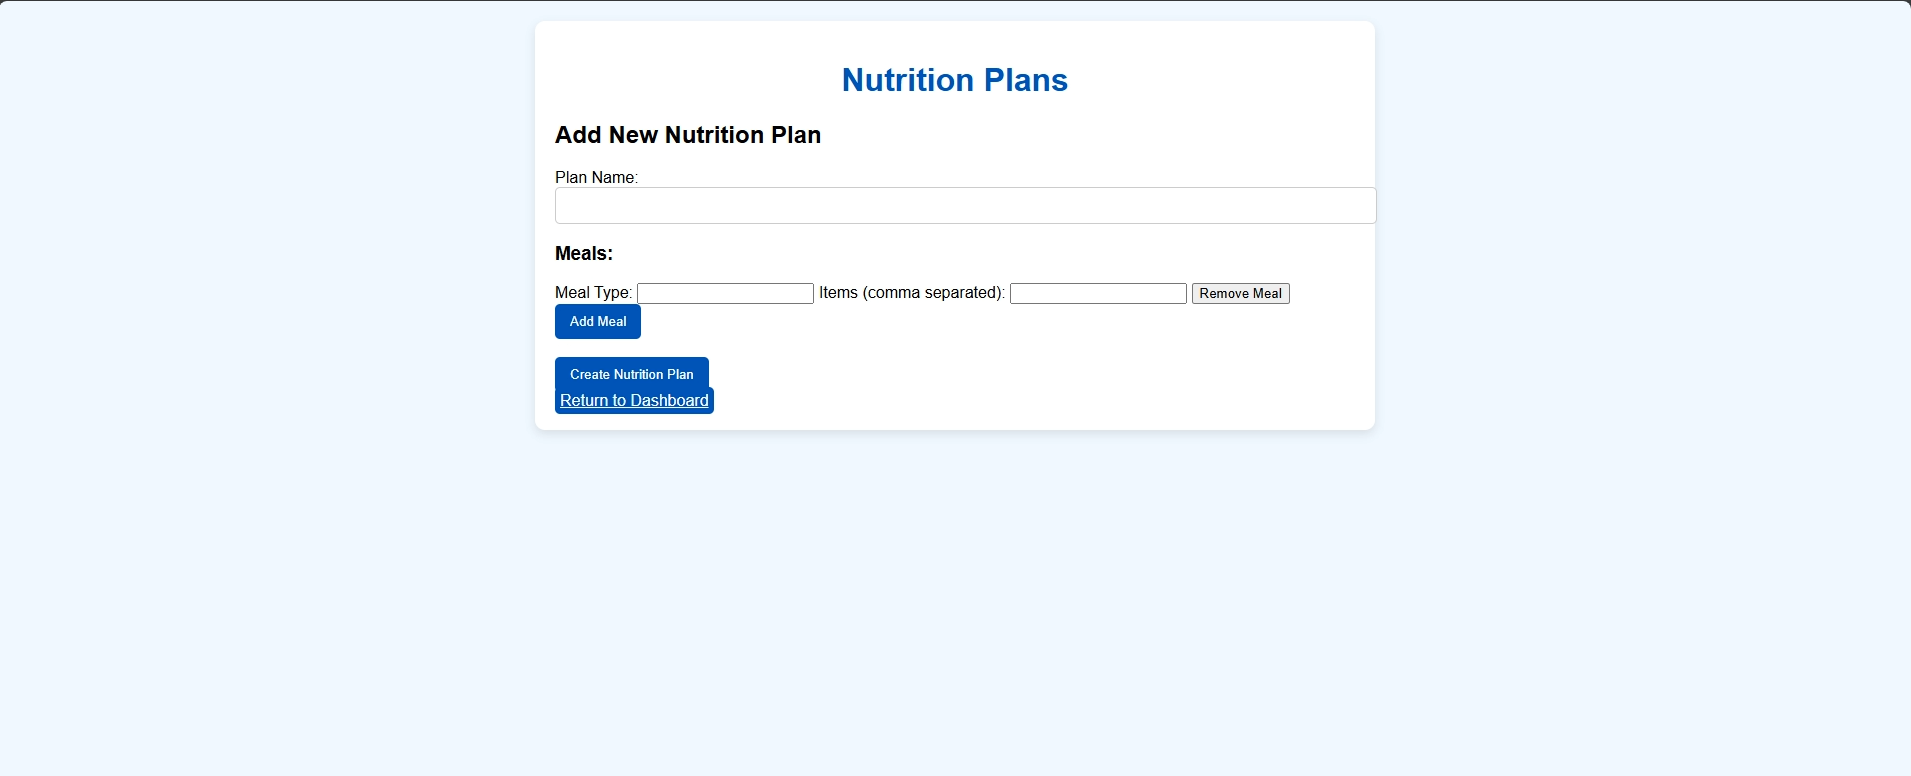 Nutrition Plans
Add New Nutrition Plan
Plan Name:
Meals:
Meal Type: Items (comma separated): Remove Meal
Add Meal
Create Nutrition Plan
Return to Dashboard